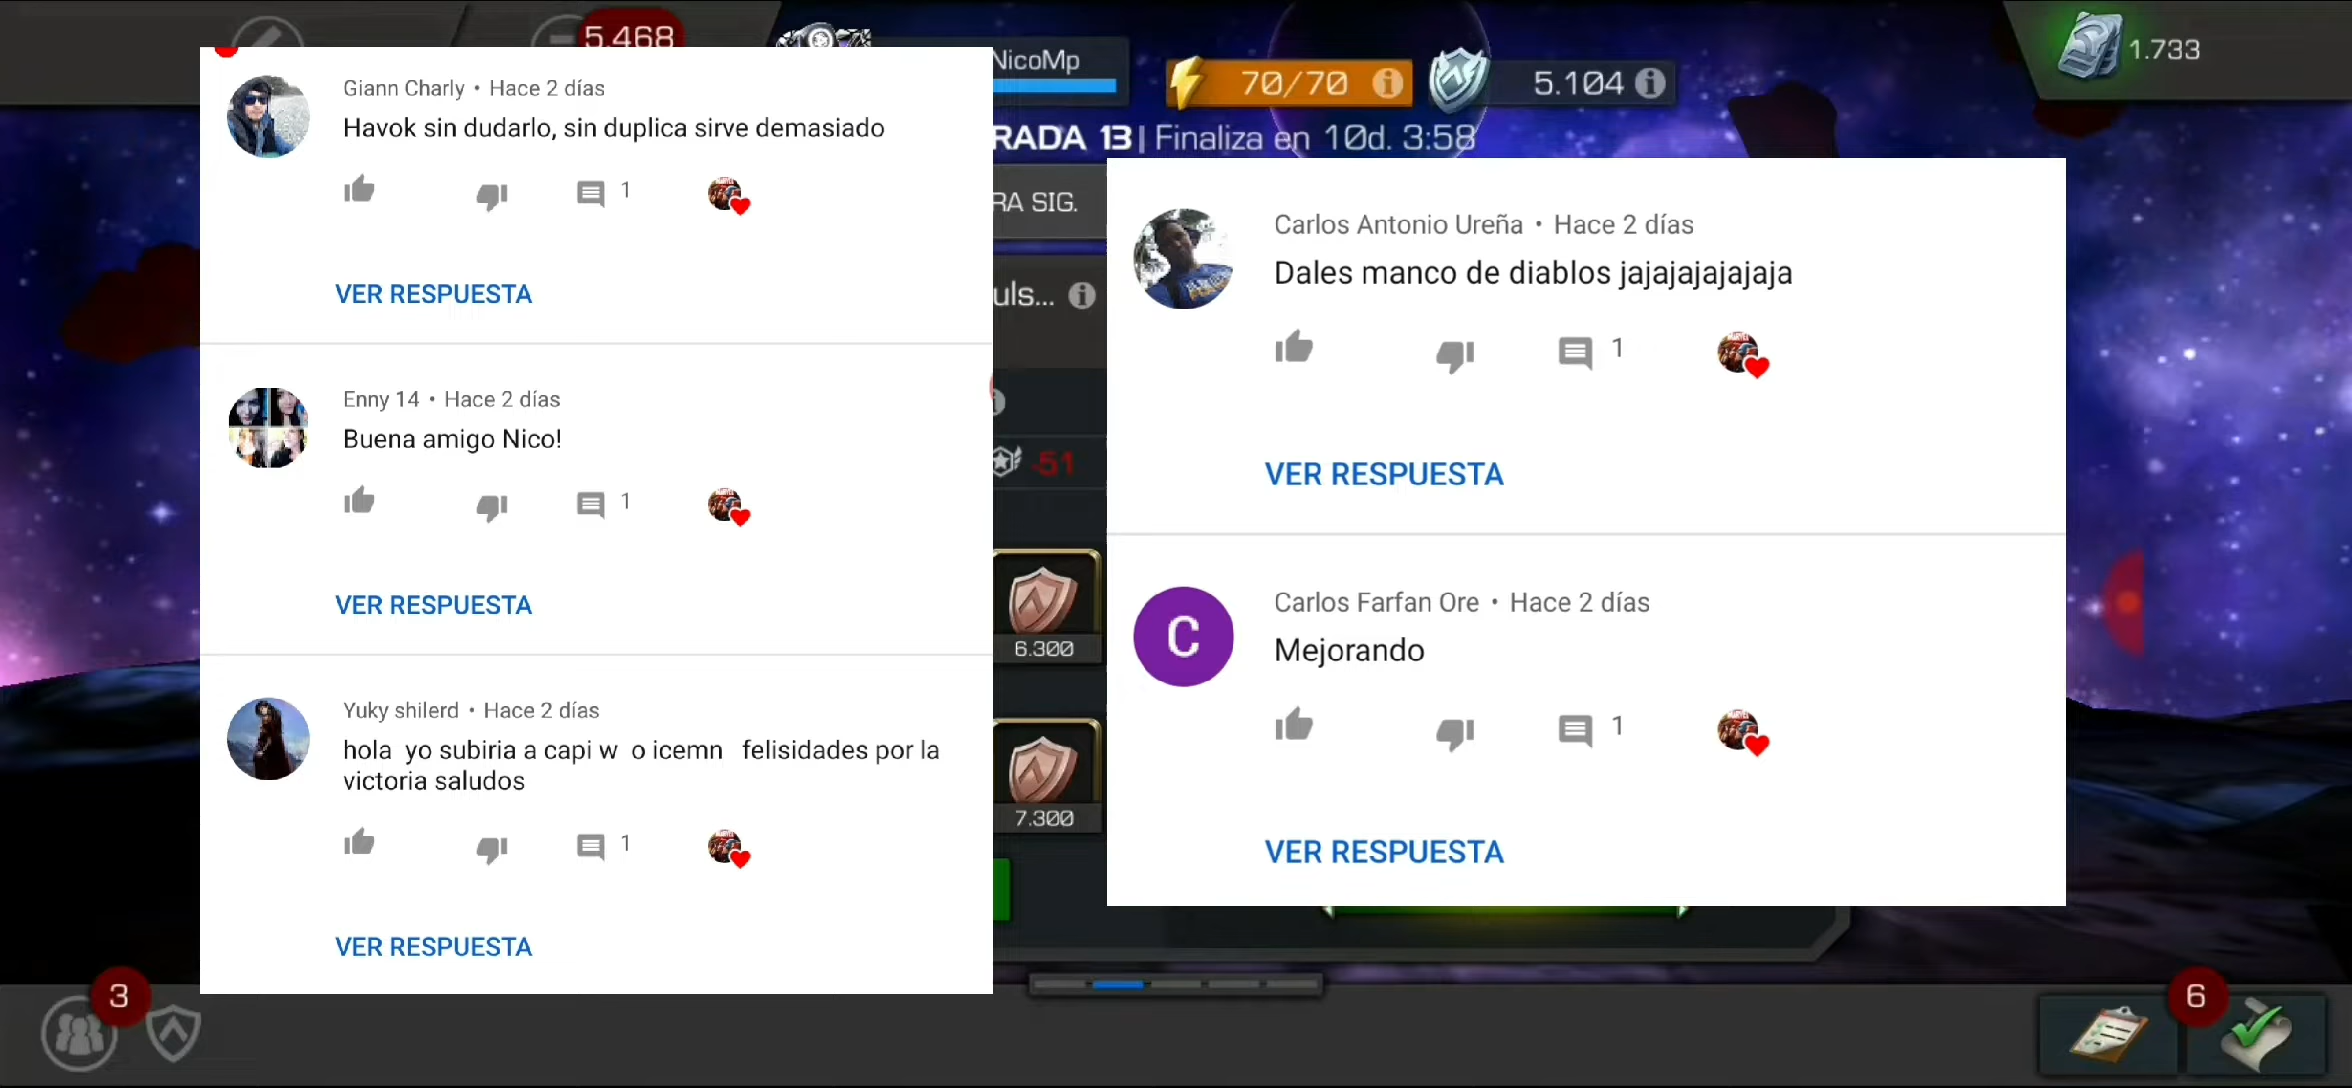 5.468
NicoMp
70/70
5.104
1.733
RADA 13 | Finaliza en 10d. 3:58
RA SIG.
uls...
-51
6.300
7.300
Giann Charly • Hace 2 días
Havok sin dudarlo, sin duplica sirve demasiado
1
VER RESPUESTA
Enny 14 • Hace 2 días
Buena amigo Nico!
1
VER RESPUESTA
Yuky shilerd • Hace 2 días
hola yo subiria a capi w o icemn felisidades por la
victoria saludos
1
VER RESPUESTA
Carlos Antonio Ureña • Hace 2 días
Dales manco de diablos jajajajajajaja
1
VER RESPUESTA
C
Carlos Farfan Ore • Hace 2 días
Mejorando
1
VER RESPUESTA
3
6